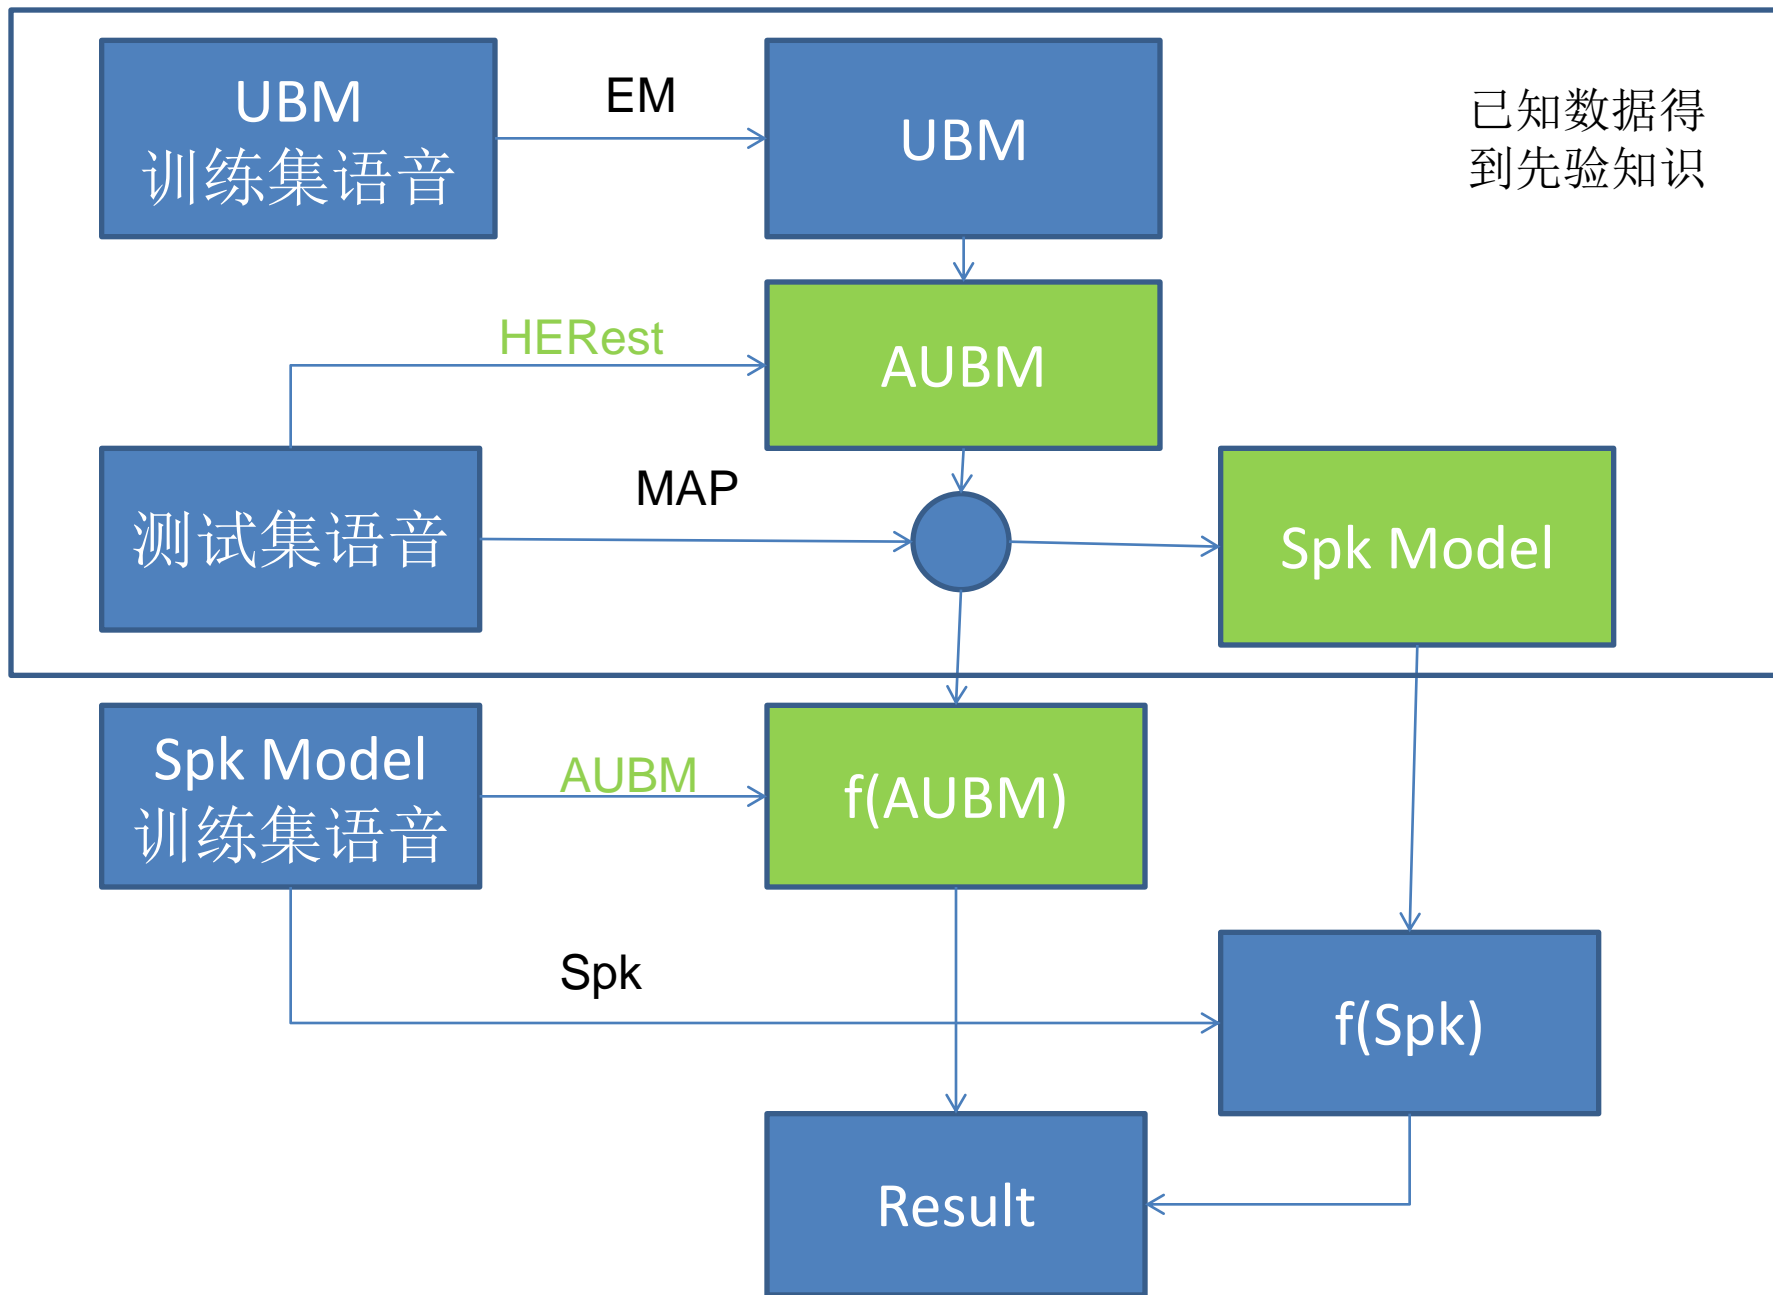 UBM
训练集语音
EM
UBM
已知数据得
到先验知识
HERest
AUBM
测试集语音
MAP
Spk Model
Spk Model
训练集语音
AUBM
f(AUBM)
Spk
f(Spk)
Result